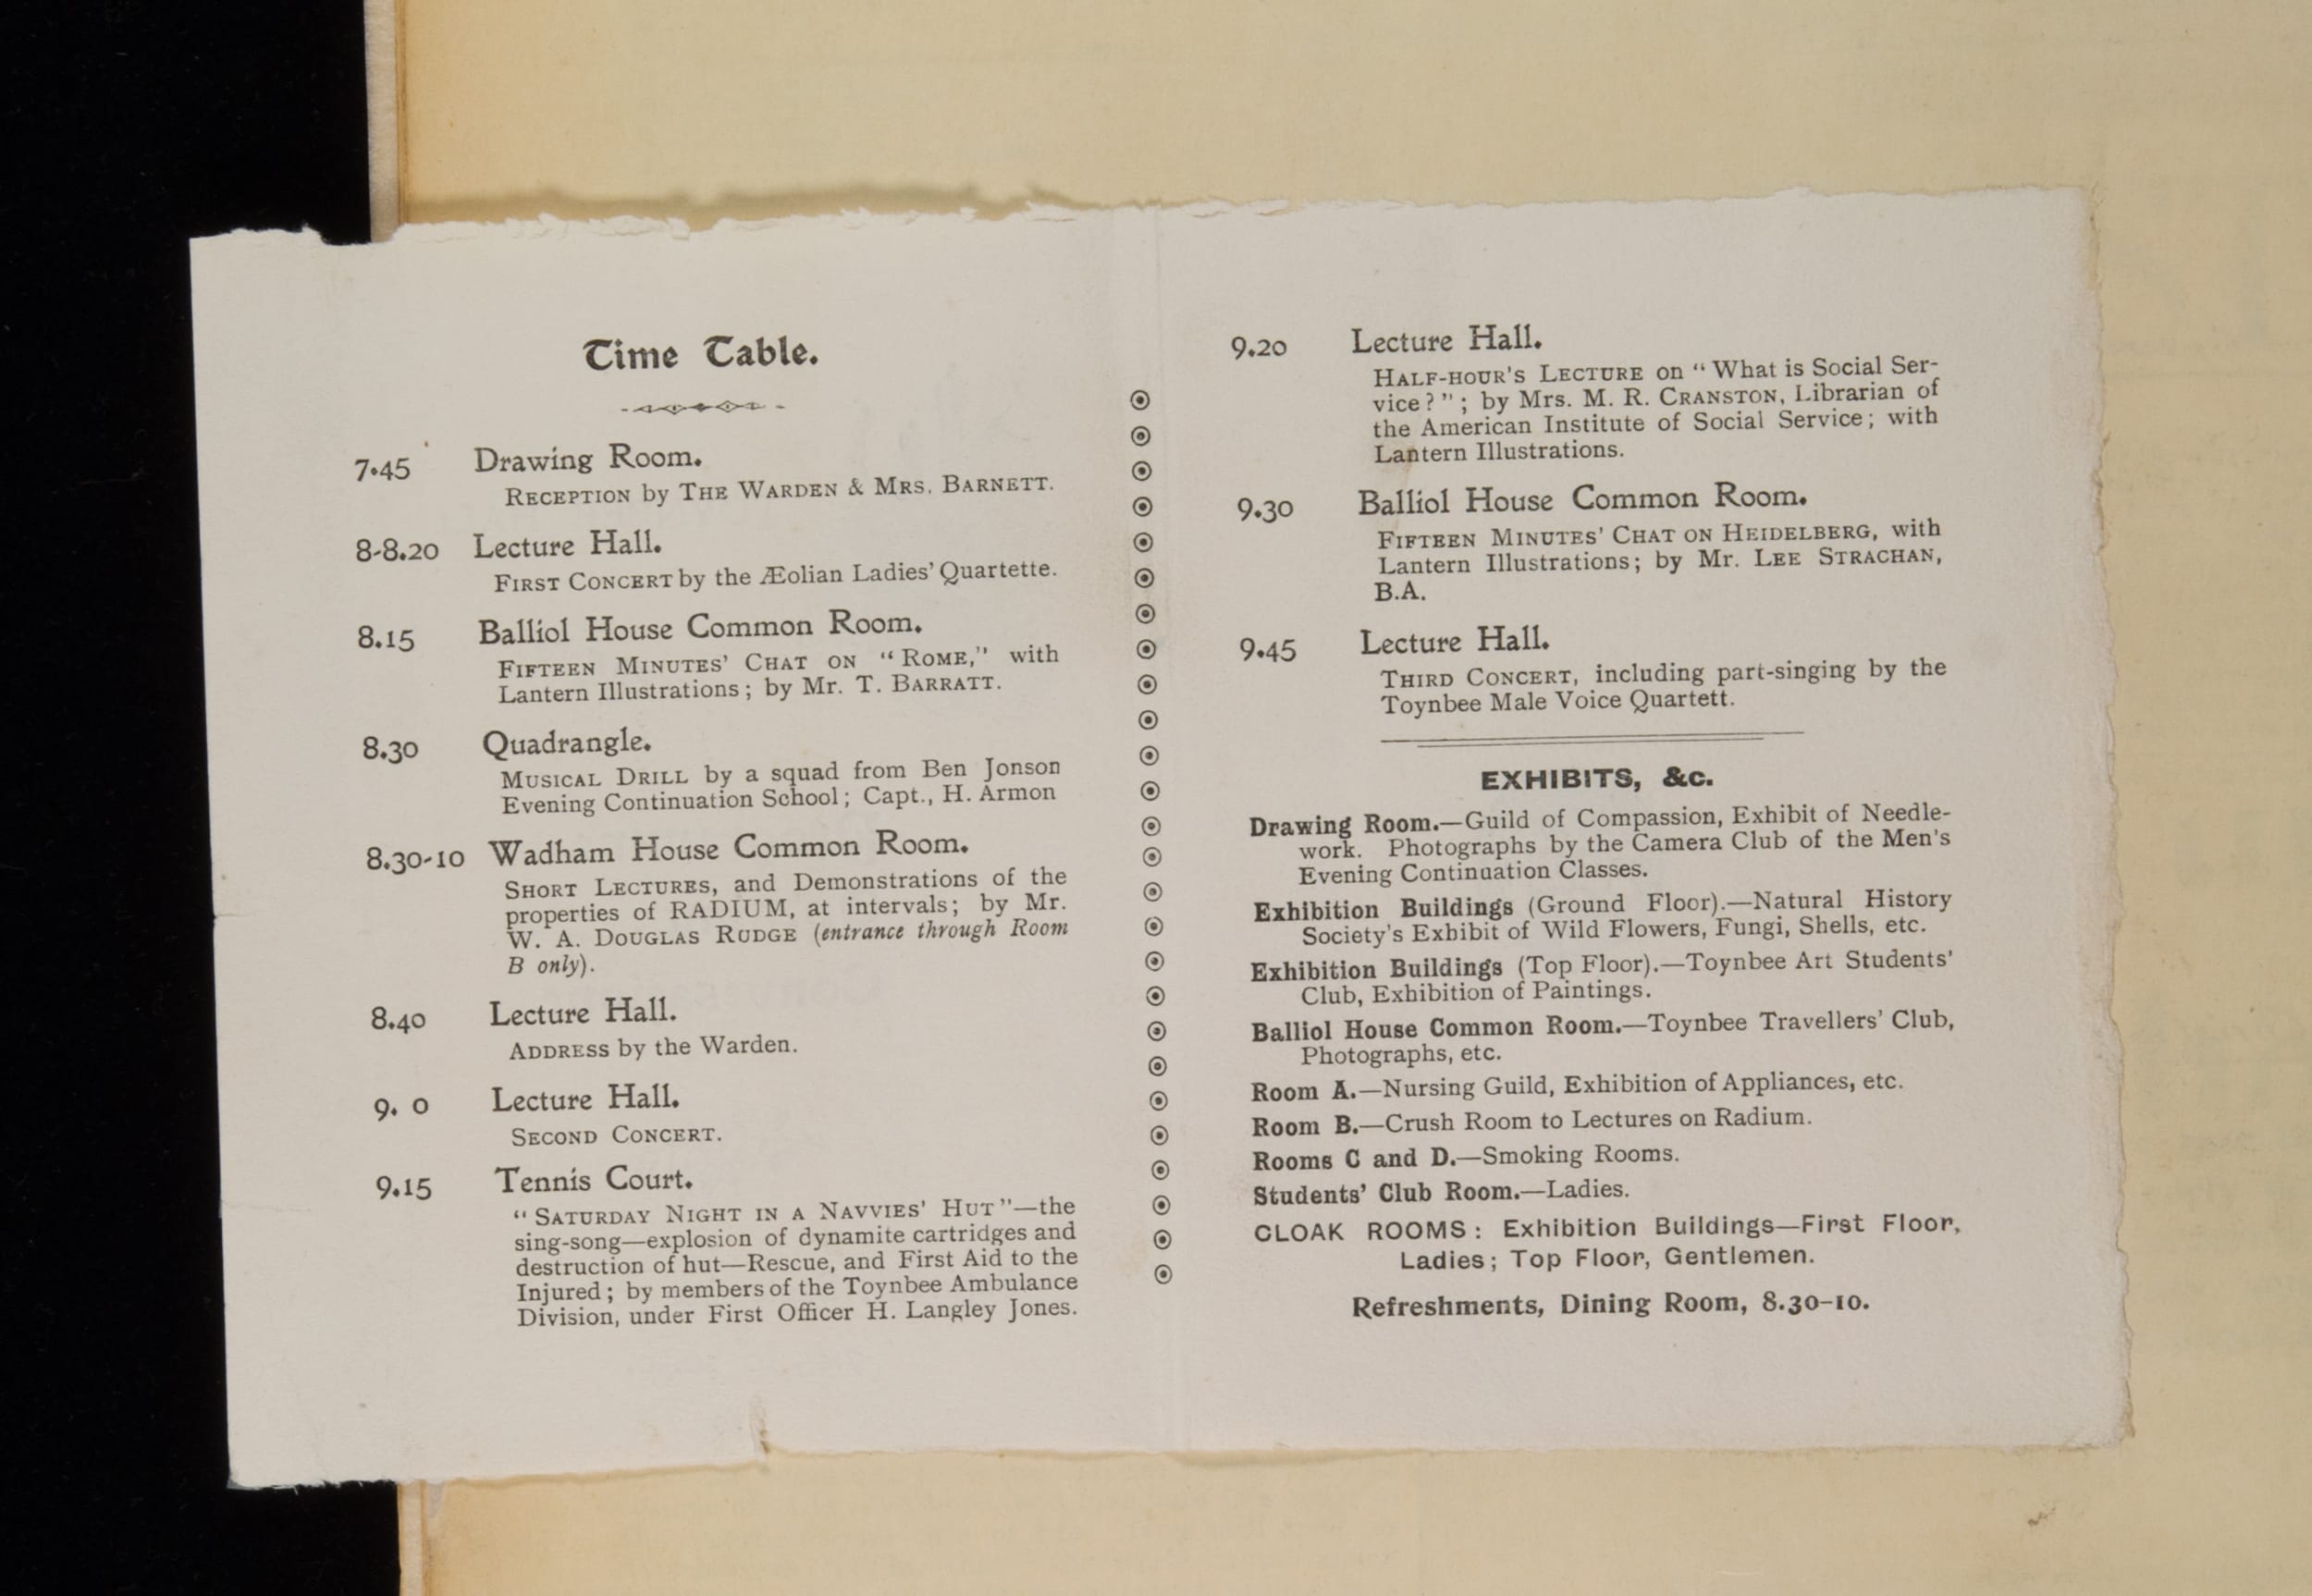 Time Table.
7.45 Drawing Room.
RECEPTION by THE WARDEN & MRS. BARNETT.
8-8.20 Lecture Hall.
FIRST CONCERT by the Æolian Ladies' Quartette.
8.15 Balliol House Common Room.
FIFTEEN MINUTES' CHAT ON "ROME," with
Lantern Illustrations; by Mr. T. BARRATT.
8.30 Quadrangle.
MUSICAL DRILL by a squad from Ben Jonson
Evening Continuation School; Capt., H. Armon
8.30-10 Wadham House Common Room.
SHORT LECTURES, and Demonstrations of the
properties of RADIUM, at intervals; by Mr.
W. A. DOUGLAS RUDGE (entrance through Room
B only).
8.40 Lecture Hall.
ADDRESS by the Warden.
9. 0 Lecture Hall.
SECOND CONCERT.
9.15 Tennis Court.
"SATURDAY NIGHT IN A NAVVIES' HUT"—the
sing-song—explosion of dynamite cartridges and
destruction of hut—Rescue, and First Aid to the
Injured; by members of the Toynbee Ambulance
Division, under First Officer H. Langley Jones.
9.20 Lecture Hall.
HALF-HOUR'S LECTURE on "What is Social Ser-
vice?"; by Mrs. M. R. CRANSTON, Librarian of
the American Institute of Social Service; with
Lantern Illustrations.
9.30 Balliol House Common Room.
FIFTEEN MINUTES' CHAT ON HEIDELBERG, with
Lantern Illustrations; by Mr. LEE STRACHAN,
B.A.
9.45 Lecture Hall.
THIRD CONCERT, including part-singing by the
Toynbee Male Voice Quartett.
EXHIBITS, &c.
Drawing Room.—Guild of Compassion, Exhibit of Needle-
work. Photographs by the Camera Club of the Men's
Evening Continuation Classes.
Exhibition Buildings (Ground Floor).—Natural History
Society's Exhibit of Wild Flowers, Fungi, Shells, etc.
Exhibition Buildings (Top Floor).—Toynbee Art Students'
Club, Exhibition of Paintings.
Balliol House Common Room.—Toynbee Travellers' Club,
Photographs, etc.
Room A.—Nursing Guild, Exhibition of Appliances, etc.
Room B.—Crush Room to Lectures on Radium.
Rooms C and D.—Smoking Rooms.
Students' Club Room.—Ladies.
CLOAK ROOMS: Exhibition Buildings—First Floor,
Ladies; Top Floor, Gentlemen.
Refreshments, Dining Room, 8.30-10.